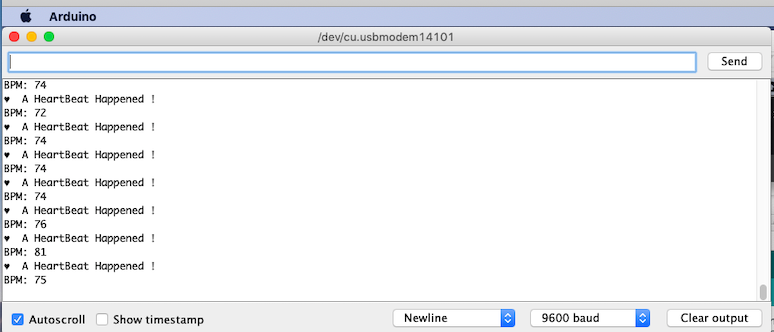 Arduino
/dev/cu.usbmodem14101
Send
BPM: 74
♥ A HeartBeat Happened !
BPM: 72
♥ A HeartBeat Happened !
BPM: 74
♥ A HeartBeat Happened !
BPM: 74
♥ A HeartBeat Happened !
BPM: 74
♥ A HeartBeat Happened !
BPM: 76
♥ A HeartBeat Happened !
BPM: 81
♥ A HeartBeat Happened !
BPM: 75
Autoscroll Show timestamp Newline 9600 baud Clear output